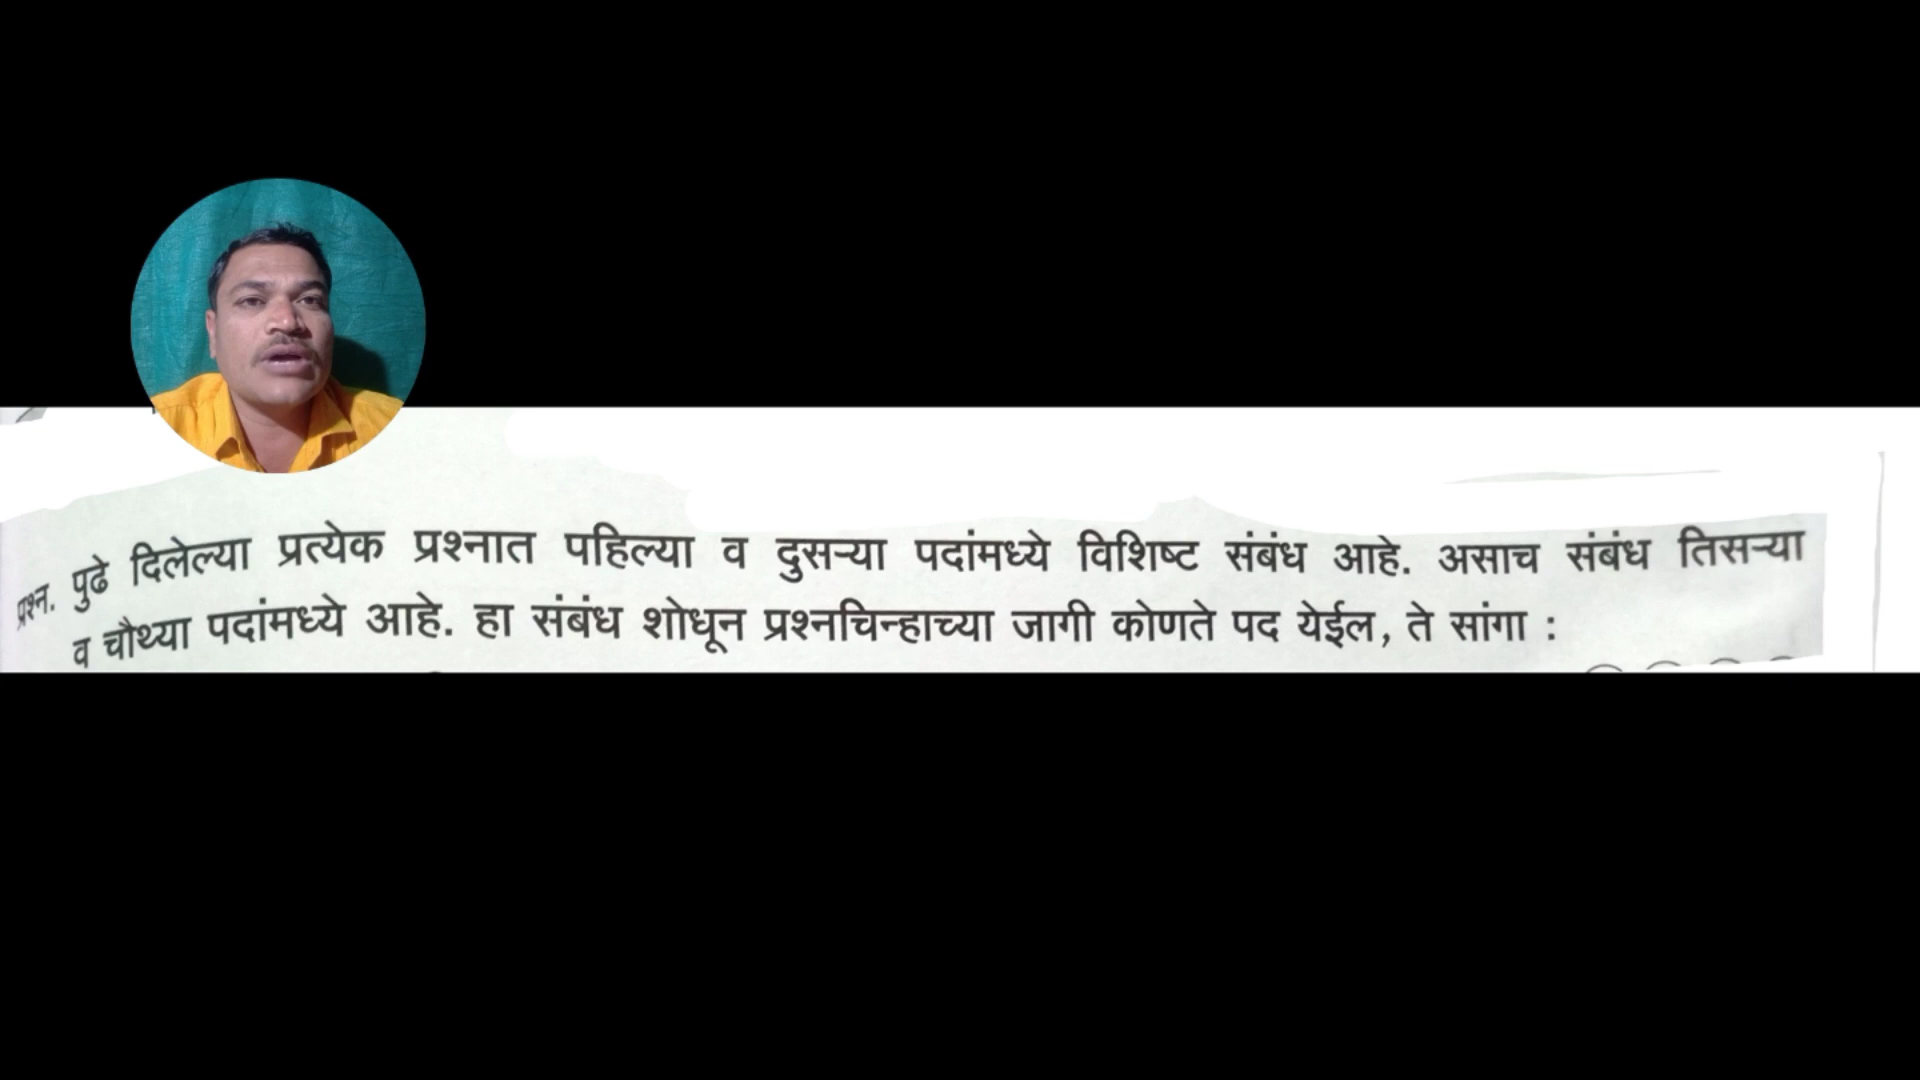 प्रश्न. पुढे दिलेल्या प्रत्येक प्रश्नात पहिल्या व दुसऱ्या पदांमध्ये विशिष्ट संबंध आहे. असाच संबंध तिसऱ्या
व चौथ्या पदांमध्ये आहे. हा संबंध शोधून प्रश्नचिन्हाच्या जागी कोणते पद येईल, ते सांगा :